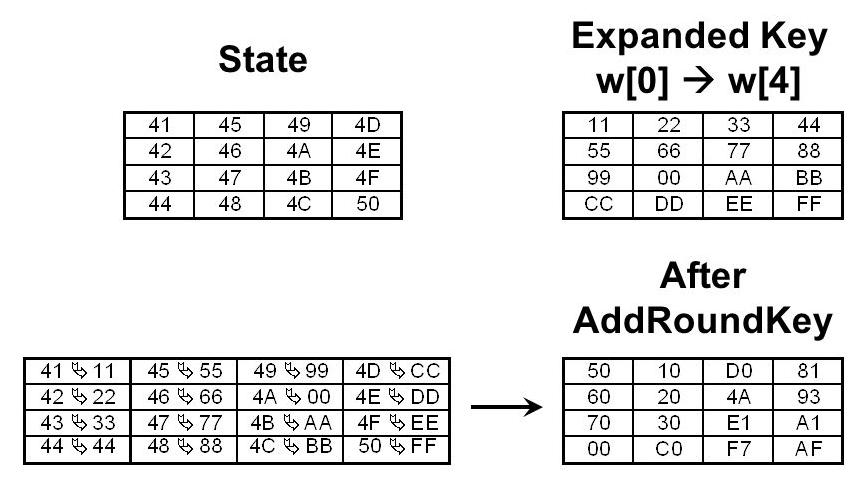 State
Expanded Key
w[0] → w[4]
41 45 49 4D
42 46 4A 4E
43 47 4B 4F
44 48 4C 50
11 22 33 44
55 66 77 88
99 00 AA BB
CC DD EE FF
After
AddRoundKey
41 ⮱ 11 45 ⮱ 55 49 ⮱ 99 4D ⮱ CC
42 ⮱ 22 46 ⮱ 66 4A ⮱ 00 4E ⮱ DD
43 ⮱ 33 47 ⮱ 77 4B ⮱ AA 4F ⮱ EE
44 ⮱ 44 48 ⮱ 88 4C ⮱ BB 50 ⮱ FF
50 10 D0 81
60 20 4A 93
70 30 E1 A1
00 C0 F7 AF